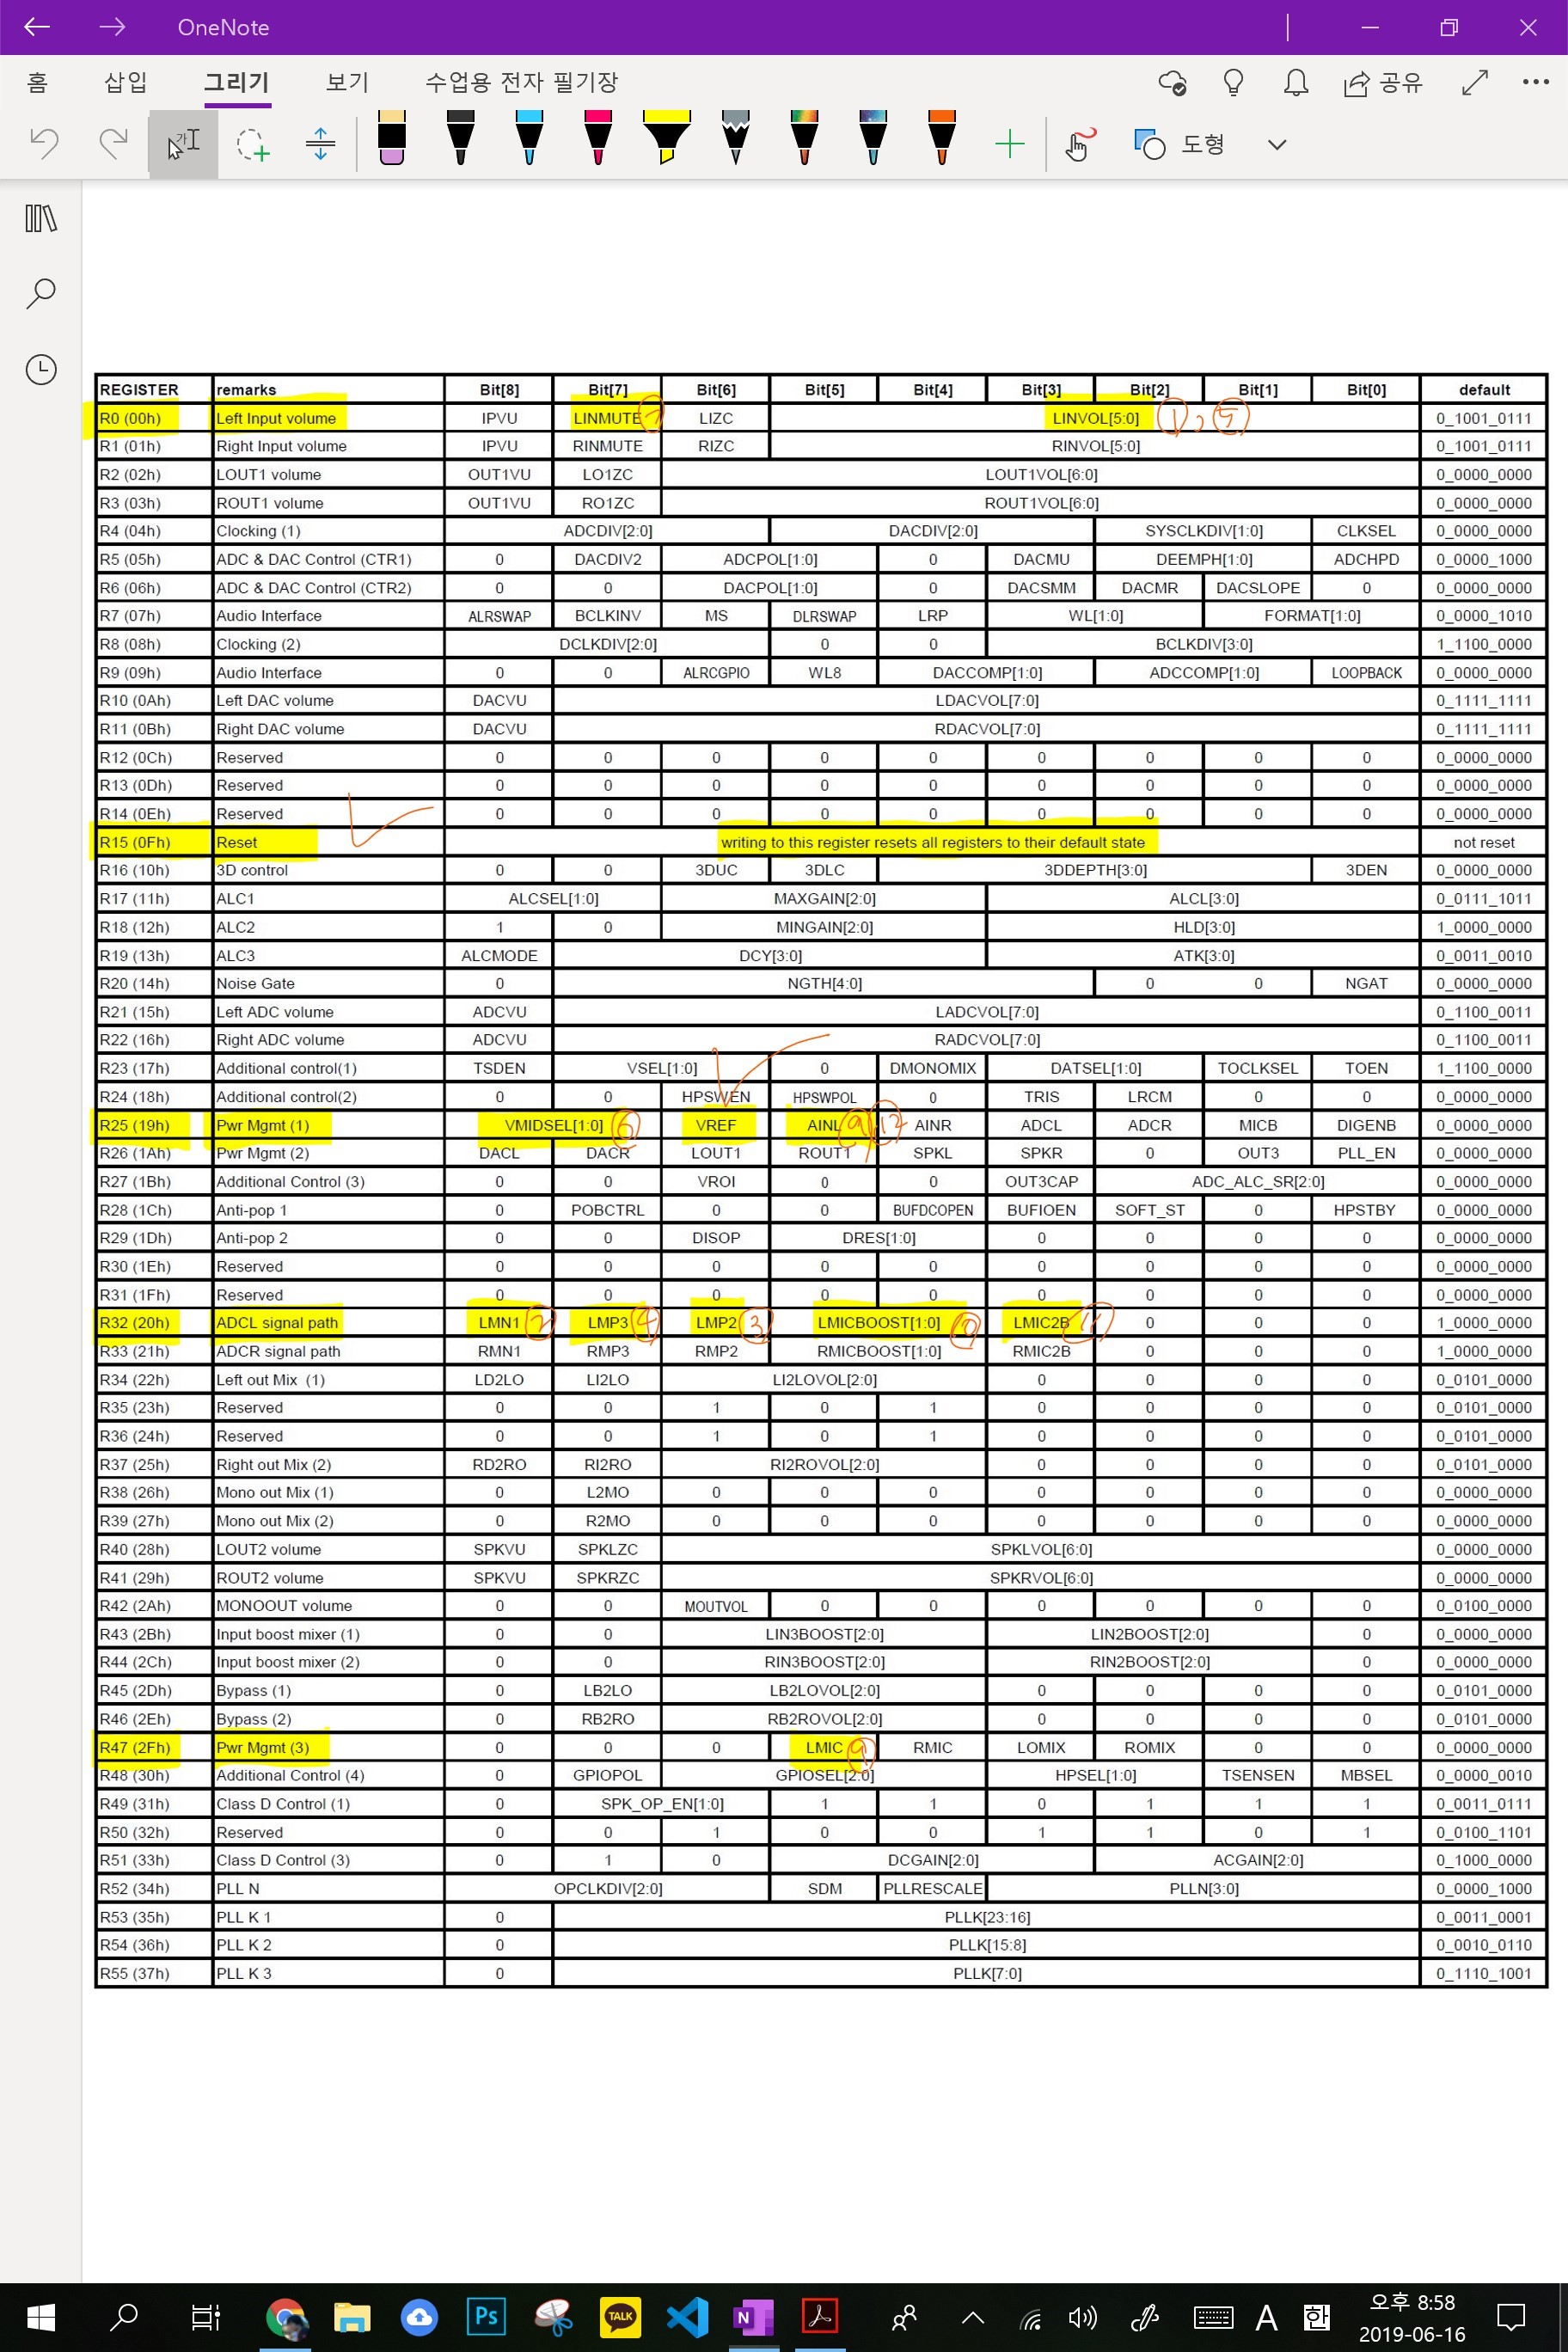 OneNote
홈 삽입 그리기 보기 수업용 전자 필기장 공유
가 도형
REGISTER remarks Bit[8] Bit[7] Bit[6] Bit[5] Bit[4] Bit[3] Bit[2] Bit[1] Bit[0] default
R0 (00h) Left Input volume IPVU LINMUTE LIZC LINVOL[5:0] ①, ⑤ 0_1001_0111
R1 (01h) Right Input volume IPVU RINMUTE RIZC RINVOL[5:0] 0_1001_0111
R2 (02h) LOUT1 volume OUT1VU LO1ZC LOUT1VOL[6:0] 0_0000_0000
R3 (03h) ROUT1 volume OUT1VU RO1ZC ROUT1VOL[6:0] 0_0000_0000
R4 (04h) Clocking (1) ADCDIV[2:0] DACDIV[2:0] SYSCLKDIV[1:0] CLKSEL 0_0000_0000
R5 (05h) ADC & DAC Control (CTR1) 0 DACDIV2 ADCPOL[1:0] 0 DACMU DEEMPH[1:0] ADCHPD 0_0000_1000
R6 (06h) ADC & DAC Control (CTR2) 0 0 DACPOL[1:0] 0 DACSMM DACMR DACSLOPE 0 0_0000_0000
R7 (07h) Audio Interface ALRSWAP BCLKINV MS DLRSWAP LRP WL[1:0] FORMAT[1:0] 0_0000_1010
R8 (08h) Clocking (2) DCLKDIV[2:0] 0 0 BCLKDIV[3:0] 1_1100_0000
R9 (09h) Audio Interface 0 0 ALRCGPIO WL8 DACCOMP[1:0] ADCCOMP[1:0] LOOPBACK 0_0000_0000
R10 (0Ah) Left DAC volume DACVU LDACVOL[7:0] 0_1111_1111
R11 (0Bh) Right DAC volume DACVU RDACVOL[7:0] 0_1111_1111
R12 (0Ch) Reserved 0 0 0 0 0 0 0 0 0 0_0000_0000
R13 (0Dh) Reserved 0 0 0 0 0 0 0 0 0 0_0000_0000
R14 (0Eh) Reserved 0 0 0 0 0 0 0 0 0 0_0000_0000
R15 (0Fh) Reset writing to this register resets all registers to their default state not reset
R16 (10h) 3D control 0 0 3DUC 3DLC 3DDEPTH[3:0] 3DEN 0_0000_0000
R17 (11h) ALC1 ALCSEL[1:0] MAXGAIN[2:0] ALCL[3:0] 0_0111_1011
R18 (12h) ALC2 1 0 MINGAIN[2:0] HLD[3:0] 1_0000_0000
R19 (13h) ALC3 ALCMODE DCY[3:0] ATK[3:0] 0_0011_0010
R20 (14h) Noise Gate 0 NGTH[4:0] 0 0 NGAT 0_0000_0000
R21 (15h) Left ADC volume ADCVU LADCVOL[7:0] 0_1100_0011
R22 (16h) Right ADC volume ADCVU RADCVOL[7:0] 0_1100_0011
R23 (17h) Additional control(1) TSDEN VSEL[1:0] 0 DMONOMIX DATSEL[1:0] TOCLKSEL TOEN 1_1100_0000
R24 (18h) Additional control(2) 0 0 HPSWEN HPSWPOL 0 TRIS LRCM 0 0 0_0000_0000
R25 (19h) Pwr Mgmt (1) VMIDSEL[1:0] ⑥ VREF AINL ⑨ ⑫ AINR ADCL ADCR MICB DIGENB 0_0000_0000
R26 (1Ah) Pwr Mgmt (2) DACL DACR LOUT1 ROUT1 SPKL SPKR 0 OUT3 PLL_EN 0_0000_0000
R27 (1Bh) Additional Control (3) 0 0 VROI 0 0 OUT3CAP ADC_ALC_SR[2:0] 0_0000_0000
R28 (1Ch) Anti-pop 1 0 POBCTRL 0 0 BUFDCOPEN BUFIOEN SOFT_ST 0 HPSTBY 0_0000_0000
R29 (1Dh) Anti-pop 2 0 0 DISOP DRES[1:0] 0 0 0 0 0_0000_0000
R30 (1Eh) Reserved 0 0 0 0 0 0 0 0 0 0_0000_0000
R31 (1Fh) Reserved 0 0 0 0 0 0 0 0 0 0_0000_0000
R32 (20h) ADCL signal path LMN1 ② LMP3 ④ LMP2 ③ LMICBOOST[1:0] ⑩ LMIC2B ⑪ 0 0 0 1_0000_0000
R33 (21h) ADCR signal path RMN1 RMP3 RMP2 RMICBOOST[1:0] RMIC2B 0 0 0 1_0000_0000
R34 (22h) Left out Mix (1) LD2LO LI2LO LI2LOVOL[2:0] 0 0 0 0 0_0101_0000
R35 (23h) Reserved 0 0 1 0 1 0 0 0 0 0_0101_0000
R36 (24h) Reserved 0 0 1 0 1 0 0 0 0 0_0101_0000
R37 (25h) Right out Mix (2) RD2RO RI2RO RI2ROVOL[2:0] 0 0 0 0 0_0101_0000
R38 (26h) Mono out Mix (1) 0 L2MO 0 0 0 0 0 0 0 0_0000_0000
R39 (27h) Mono out Mix (2) 0 R2MO 0 0 0 0 0 0 0 0_0000_0000
R40 (28h) LOUT2 volume SPKVU SPKLZC SPKLVOL[6:0] 0_0000_0000
R41 (29h) ROUT2 volume SPKVU SPKRZC SPKRVOL[6:0] 0_0000_0000
R42 (2Ah) MONOOUT volume 0 0 MOUTVOL 0 0 0 0 0 0 0_0100_0000
R43 (2Bh) Input boost mixer (1) 0 0 LIN3BOOST[2:0] LIN2BOOST[2:0] 0 0_0000_0000
R44 (2Ch) Input boost mixer (2) 0 0 RIN3BOOST[2:0] RIN2BOOST[2:0] 0 0_0000_0000
R45 (2Dh) Bypass (1) 0 LB2LO LB2LOVOL[2:0] 0 0 0 0 0_0101_0000
R46 (2Eh) Bypass (2) 0 RB2RO RB2ROVOL[2:0] 0 0 0 0 0_0101_0000
R47 (2Fh) Pwr Mgmt (3) 0 0 0 LMIC ⑨ RMIC LOMIX ROMIX 0 0 0_0000_0000
R48 (30h) Additional Control (4) 0 GPIOPOL GPIOSEL[2:0] HPSEL[1:0] TSENSEN MBSEL 0_0000_0010
R49 (31h) Class D Control (1) 0 SPK_OP_EN[1:0] 1 1 0 1 1 1 0_0011_0111
R50 (32h) Reserved 0 0 1 0 0 1 1 0 1 0_0100_1101
R51 (33h) Class D Control (3) 0 1 0 DCGAIN[2:0] ACGAIN[2:0] 0_1000_0000
R52 (34h) PLL N OPCLKDIV[2:0] SDM PLLRESCALE PLLN[3:0] 0_0000_1000
R53 (35h) PLL K 1 0 PLLK[23:16] 0_0011_0001
R54 (36h) PLL K 2 0 PLLK[15:8] 0_0010_0110
R55 (37h) PLL K 3 0 PLLK[7:0] 0_1110_1001
Ps TALK N A 한 오후 8:58
2019-06-16